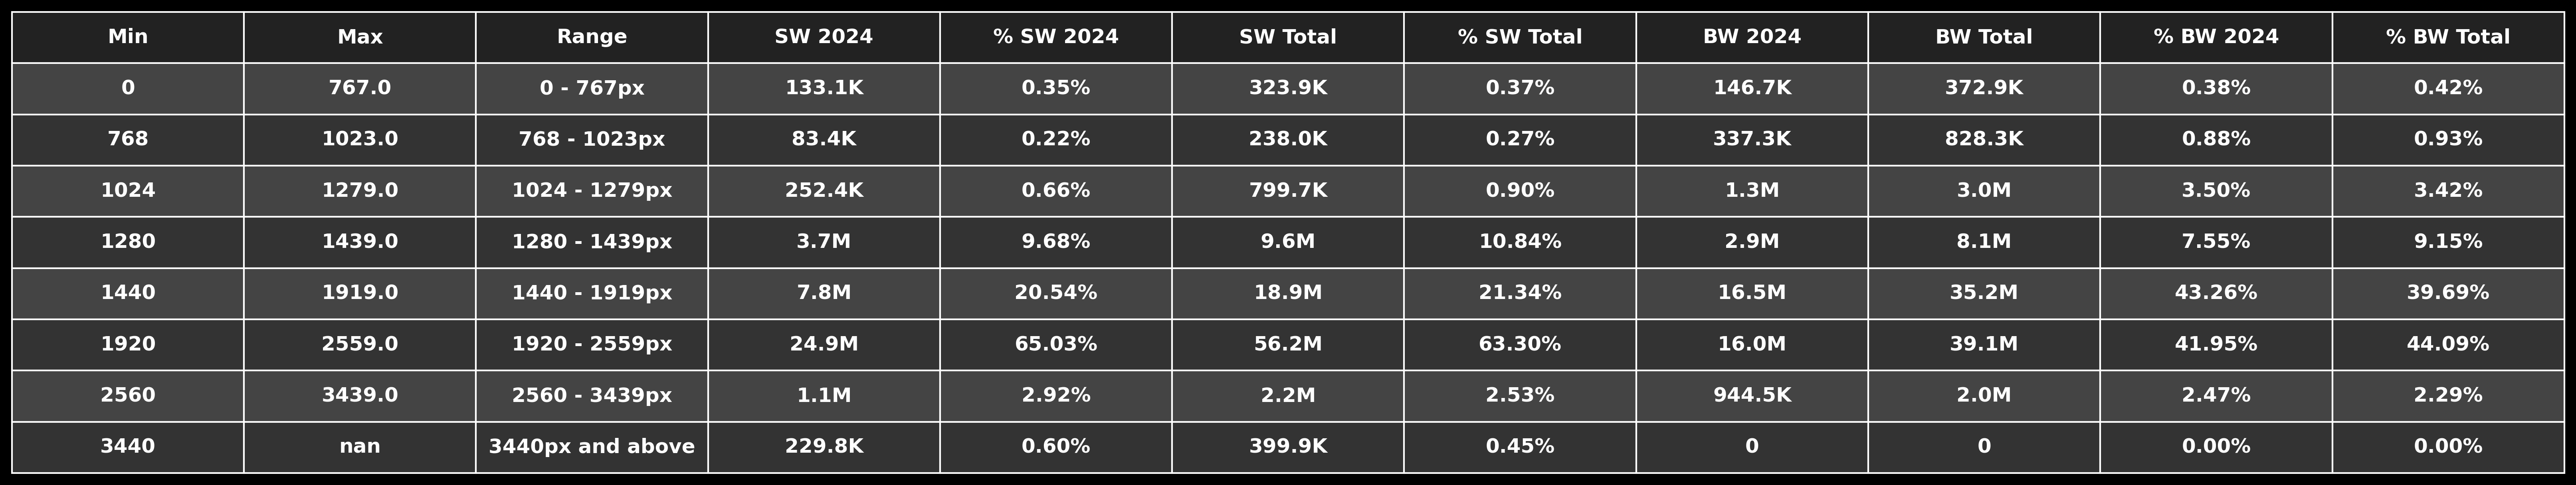 Min Max Range SW 2024 % SW 2024 SW Total % SW Total BW 2024 BW Total % BW 2024 % BW Total
0 767.0 0 - 767px 133.1K 0.35% 323.9K 0.37% 146.7K 372.9K 0.38% 0.42%
768 1023.0 768 - 1023px 83.4K 0.22% 238.0K 0.27% 337.3K 828.3K 0.88% 0.93%
1024 1279.0 1024 - 1279px 252.4K 0.66% 799.7K 0.90% 1.3M 3.0M 3.50% 3.42%
1280 1439.0 1280 - 1439px 3.7M 9.68% 9.6M 10.84% 2.9M 8.1M 7.55% 9.15%
1440 1919.0 1440 - 1919px 7.8M 20.54% 18.9M 21.34% 16.5M 35.2M 43.26% 39.69%
1920 2559.0 1920 - 2559px 24.9M 65.03% 56.2M 63.30% 16.0M 39.1M 41.95% 44.09%
2560 3439.0 2560 - 3439px 1.1M 2.92% 2.2M 2.53% 944.5K 2.0M 2.47% 2.29%
3440 nan 3440px and above 229.8K 0.60% 399.9K 0.45% 0 0 0.00% 0.00%